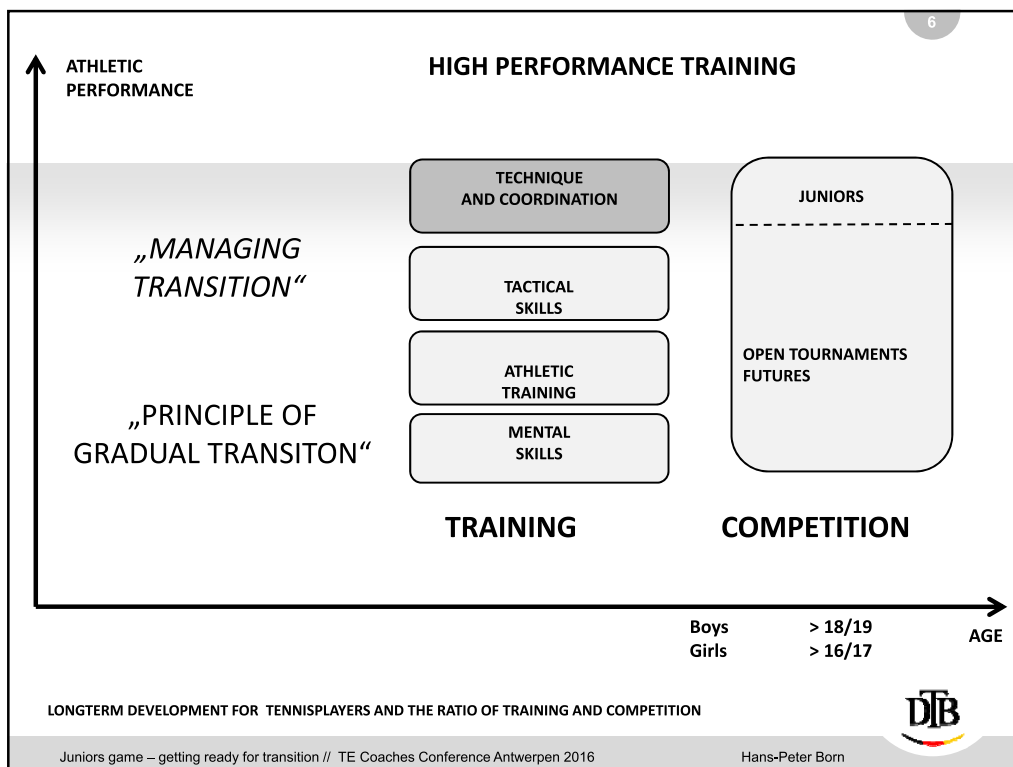 6
ATHLETIC
PERFORMANCE
HIGH PERFORMANCE TRAINING
TECHNIQUE
AND COORDINATION
JUNIORS
„MANAGING
TRANSITION“
TACTICAL
SKILLS
OPEN TOURNAMENTS
FUTURES
ATHLETIC
TRAINING
„PRINCIPLE OF
GRADUAL TRANSITON“
MENTAL
SKILLS
TRAINING
COMPETITION
Boys > 18/19
Girls > 16/17
AGE
LONGTERM DEVELOPMENT FOR TENNISPLAYERS AND THE RATIO OF TRAINING AND COMPETITION
DTB
Juniors game – getting ready for transition // TE Coaches Conference Antwerpen 2016
Hans-Peter Born